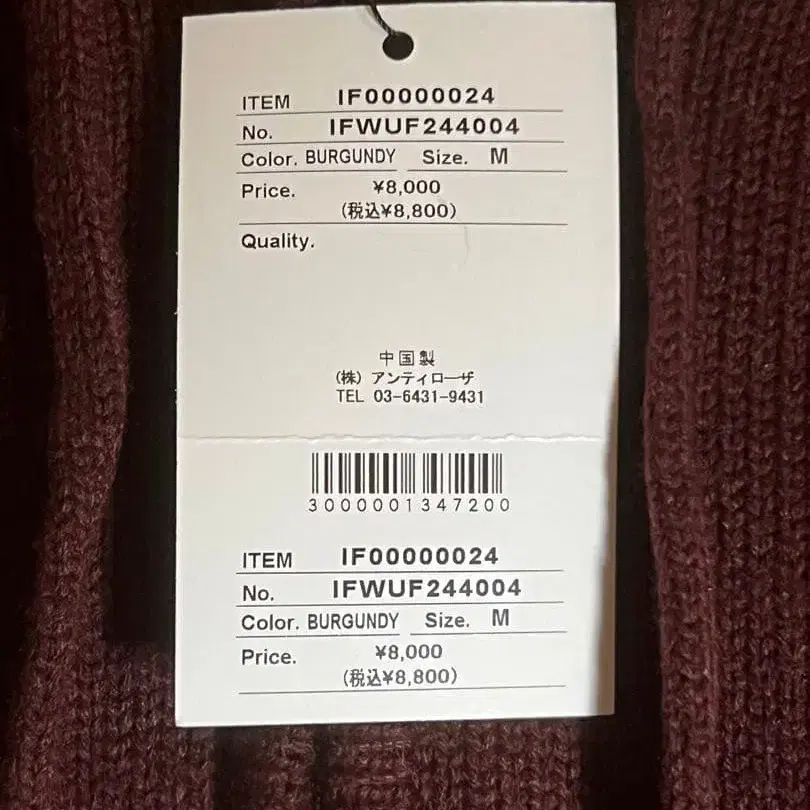 ITEM IF00000024
No. IFWUF244004
Color. BURGUNDY Size. M
Price. ¥8,000
(税込¥8,800)
Quality.
中国製
(株) アンティローザ
TEL 03-6431-9431
3000001347200
ITEM IF00000024
No. IFWUF244004
Color. BURGUNDY Size. M
Price. ¥8,000
(税込¥8,800)